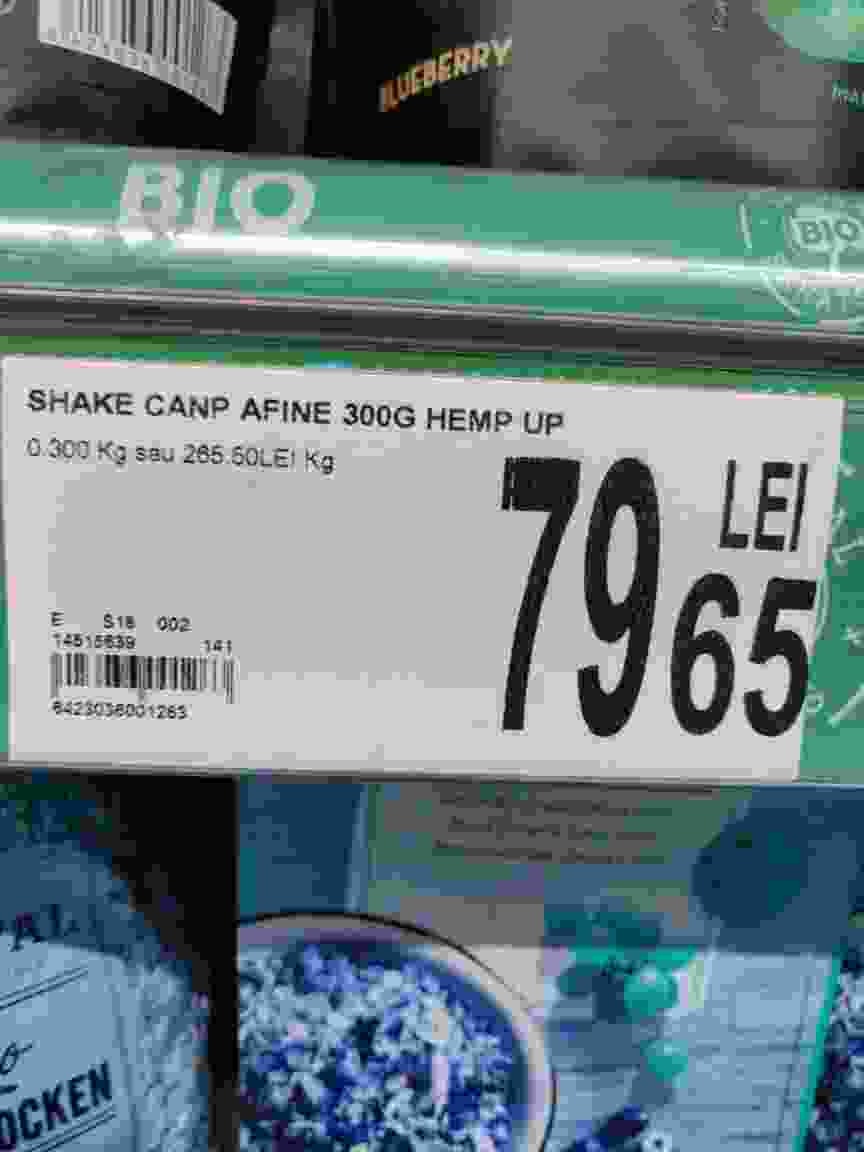 BLUEBERRY
BIO
BIO
SHAKE CANP AFINE 300G HEMP UP
0.300 Kg sau 265.50LEI Kg
79 LEI
65
E S18 002
14515639 141
6423036001263
OCKEN